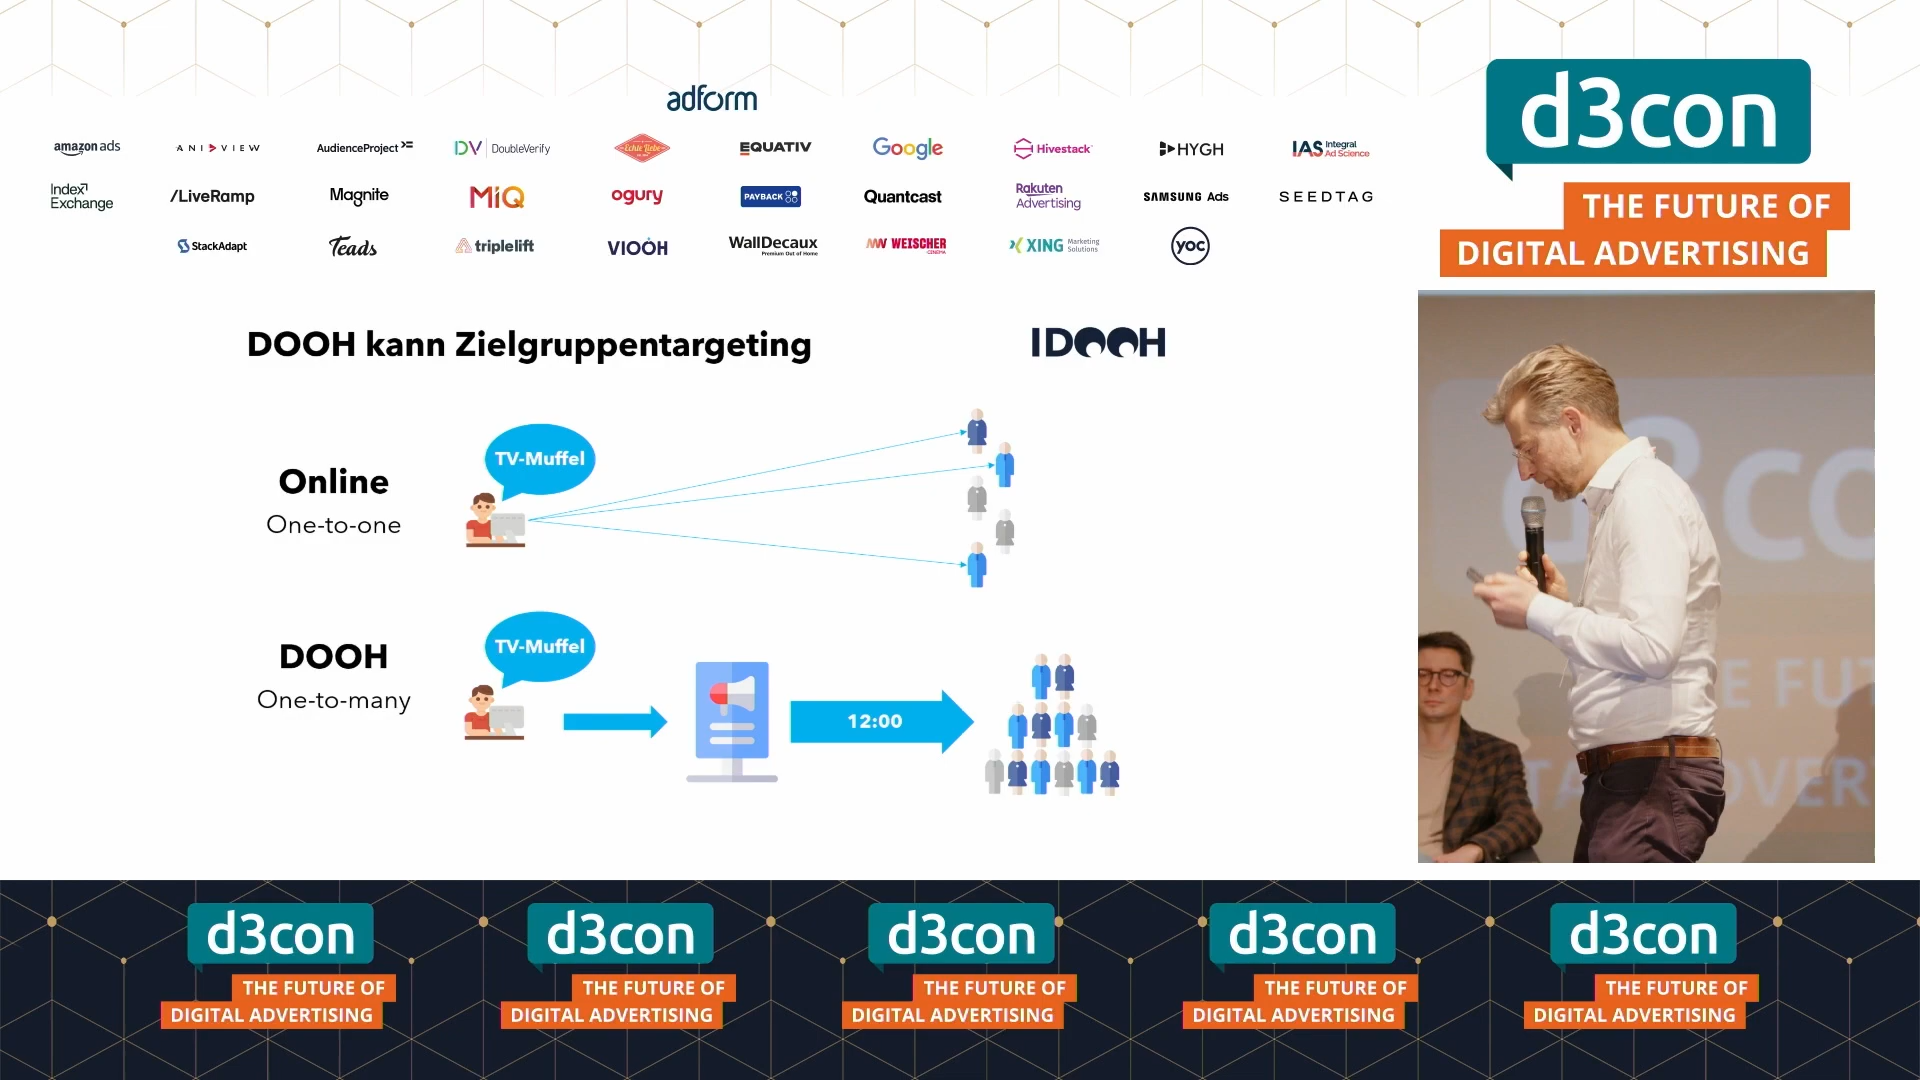 adform
amazon ads
ANIVIEW
AudienceProject
DV DoubleVerify
Echte Liebe
EQUATIV
Google
Hivestack
HYGH
IAS Integral Ad Science
Index Exchange
/LiveRamp
Magnite
MiQ
ogury
PAYBACK
Quantcast
Rakuten Advertising
SAMSUNG Ads
SEEDTAG
StackAdapt
Teads
triplelift
VIOOH
WallDecaux
Premium Out of Home
WEISCHER
CINEMA
XING Marketing Solutions
yoc
d3con
THE FUTURE OF
DIGITAL ADVERTISING
DOOH kann Zielgruppentargeting
IDOOH
TV-Muffel
Online
One-to-one
TV-Muffel
DOOH
One-to-many
12:00
d3con
THE FUTURE OF
DIGITAL ADVERTISING
d3con
THE FUTURE OF
DIGITAL ADVERTISING
d3con
THE FUTURE OF
DIGITAL ADVERTISING
d3con
THE FUTURE OF
DIGITAL ADVERTISING
d3con
THE FUTURE OF
DIGITAL ADVERTISING